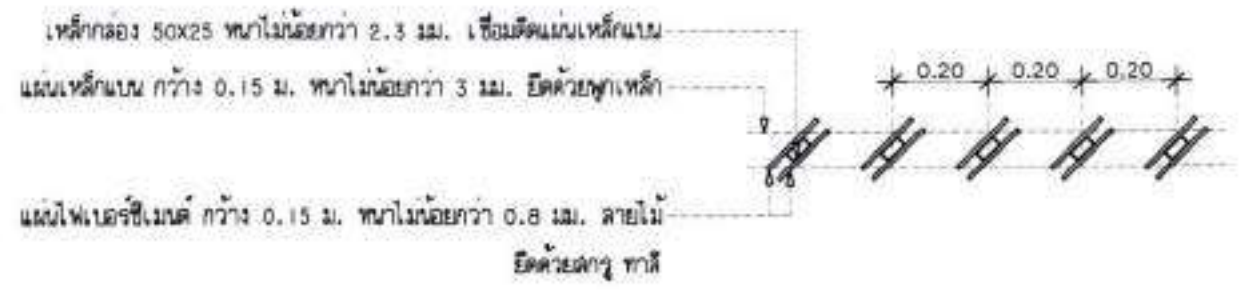 เหล็กกล่อง 50x25 หนาไม่น้อยกว่า 2.3 มม. เชื่อมติดแผ่นเหล็กแบน
0.20 0.20 0.20
แผ่นเหล็กแบน กว้าง 0.15 ม. หนาไม่น้อยกว่า 3 มม. ยึดด้วยพุกเหล็ก
แผ่นไฟเบอร์ซีเมนต์ กว้าง 0.15 ม. หนาไม่น้อยกว่า 0.8 มม. ลายไม้
ยึดด้วยสกรู ทาสี